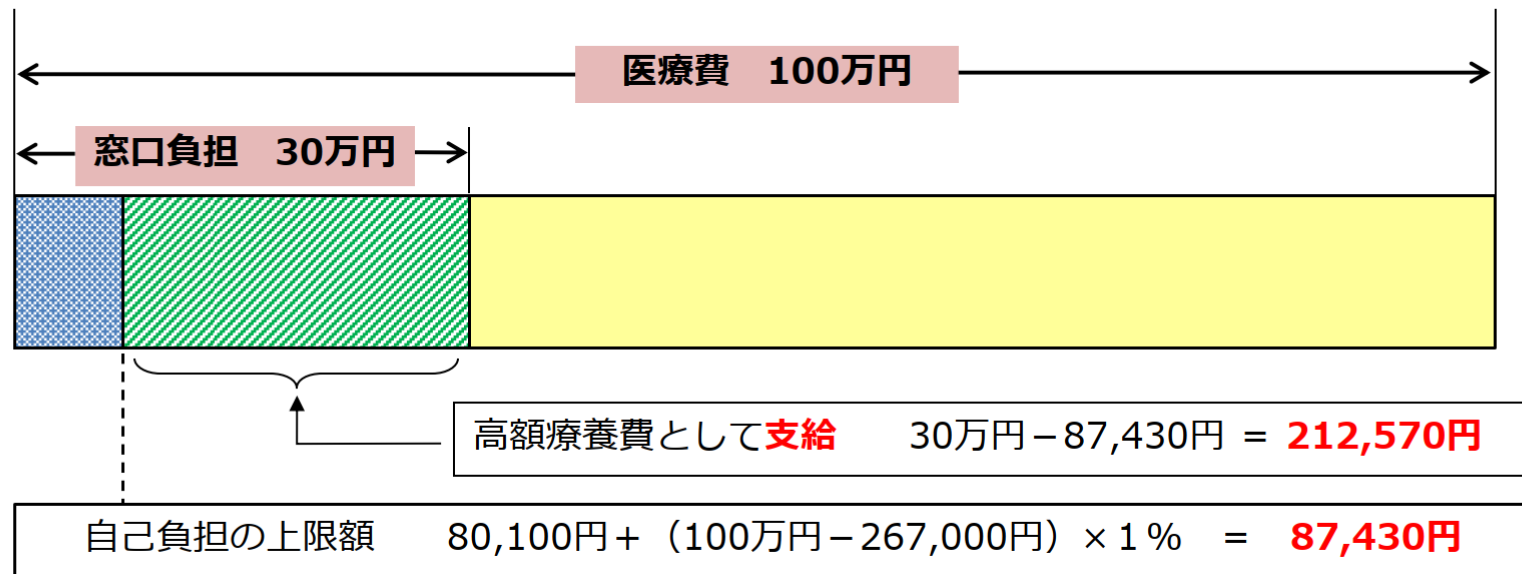 医療費　100万円
窓口負担　30万円
高額療養費として支給　　30万円－87,430円 = 212,570円
自己負担の上限額　　80,100円＋（100万円－267,000円）×１％　=　87,430円